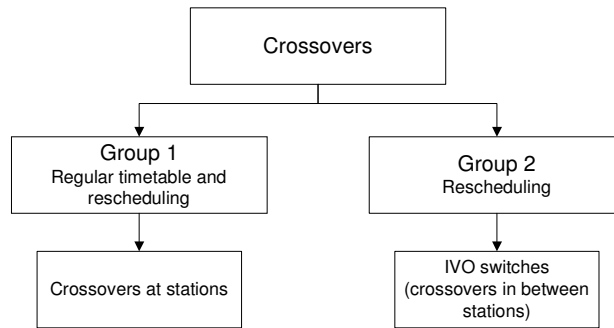 Crossovers
Group 1
Regular timetable and
rescheduling
Group 2
Rescheduling
Crossovers at stations
IVO switches
(crossovers in between
stations)